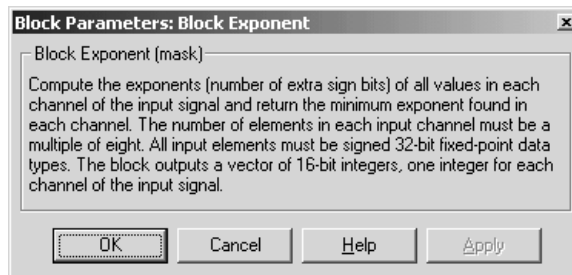 Block Parameters: Block Exponent
Block Exponent (mask)
Compute the exponents (number of extra sign bits) of all values in each
channel of the input signal and return the minimum exponent found in
each channel. The number of elements in each input channel must be a
multiple of eight. All input elements must be signed 32-bit fixed-point data
types. The block outputs a vector of 16-bit integers, one integer for each
channel of the input signal.
OK Cancel Help Apply